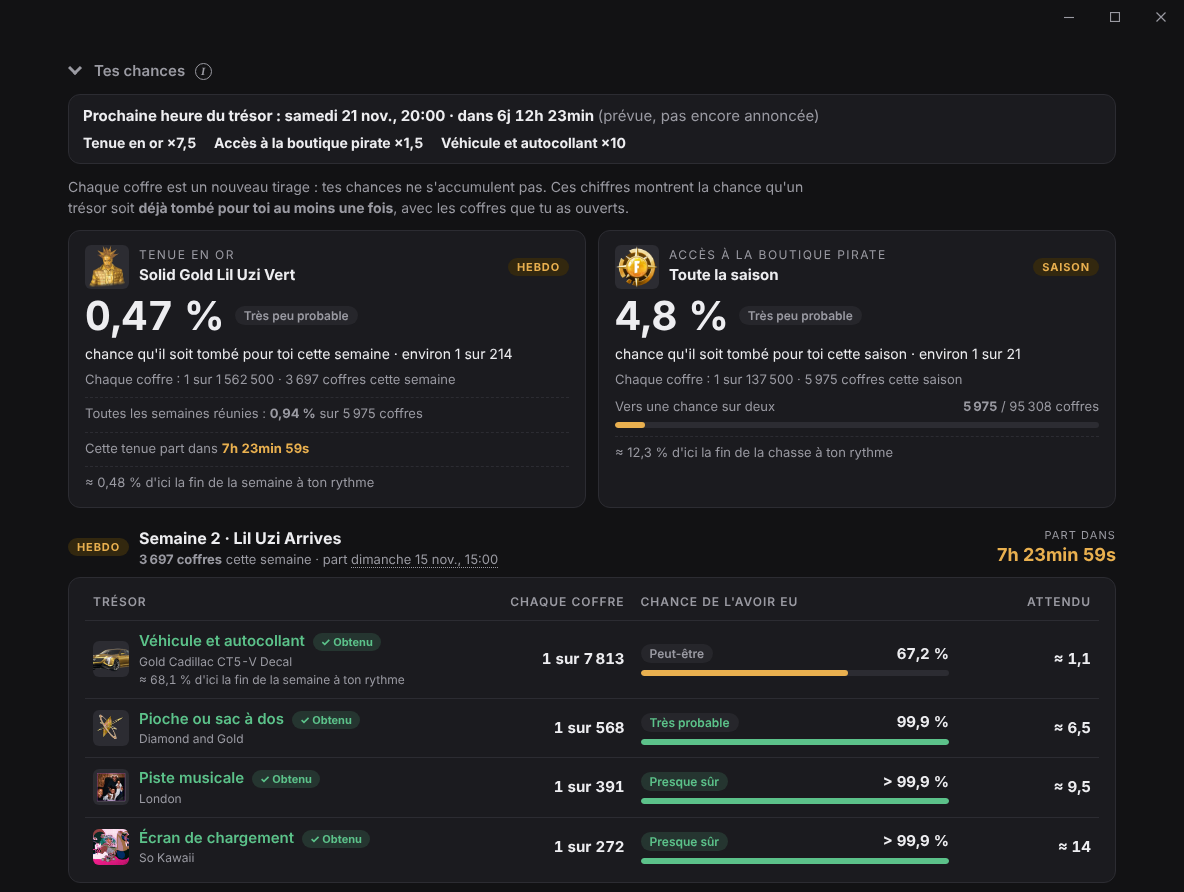 Tes chances
Prochaine heure du trésor : samedi 21 nov., 20:00 · dans 6j 12h 23min (prévue, pas encore annoncée)
Tenue en or ×7,5 Accès à la boutique pirate ×1,5 Véhicule et autocollant ×10
Chaque coffre est un nouveau tirage : tes chances ne s'accumulent pas. Ces chiffres montrent la chance qu'un
trésor soit déjà tombé pour toi au moins une fois, avec les coffres que tu as ouverts.
TENUE EN OR
Solid Gold Lil Uzi Vert
HEBDO
0,47 % Très peu probable
chance qu'il soit tombé pour toi cette semaine · environ 1 sur 214
Chaque coffre : 1 sur 1 562 500 · 3 697 coffres cette semaine
Toutes les semaines réunies : 0,94 % sur 5 975 coffres
Cette tenue part dans 7h 23min 59s
≈ 0,48 % d'ici la fin de la semaine à ton rythme
ACCÈS À LA BOUTIQUE PIRATE
Toute la saison
SAISON
4,8 % Très peu probable
chance qu'il soit tombé pour toi cette saison · environ 1 sur 21
Chaque coffre : 1 sur 137 500 · 5 975 coffres cette saison
Vers une chance sur deux 5 975 / 95 308 coffres
≈ 12,3 % d'ici la fin de la chasse à ton rythme
HEBDO
Semaine 2 · Lil Uzi Arrives
3 697 coffres cette semaine · part dimanche 15 nov., 15:00
PART DANS
7h 23min 59s
TRÉSOR CHAQUE COFFRE CHANCE DE L'AVOIR EU ATTENDU
Véhicule et autocollant ✓ Obtenu
Gold Cadillac CT5-V Decal
≈ 68,1 % d'ici la fin de la semaine à ton rythme
1 sur 7 813 Peut-être 67,2 % ≈ 1,1
Pioche ou sac à dos ✓ Obtenu
Diamond and Gold
1 sur 568 Très probable 99,9 % ≈ 6,5
Piste musicale ✓ Obtenu
London
1 sur 391 Presque sûr > 99,9 % ≈ 9,5
Écran de chargement ✓ Obtenu
So Kawaii
1 sur 272 Presque sûr > 99,9 % ≈ 14